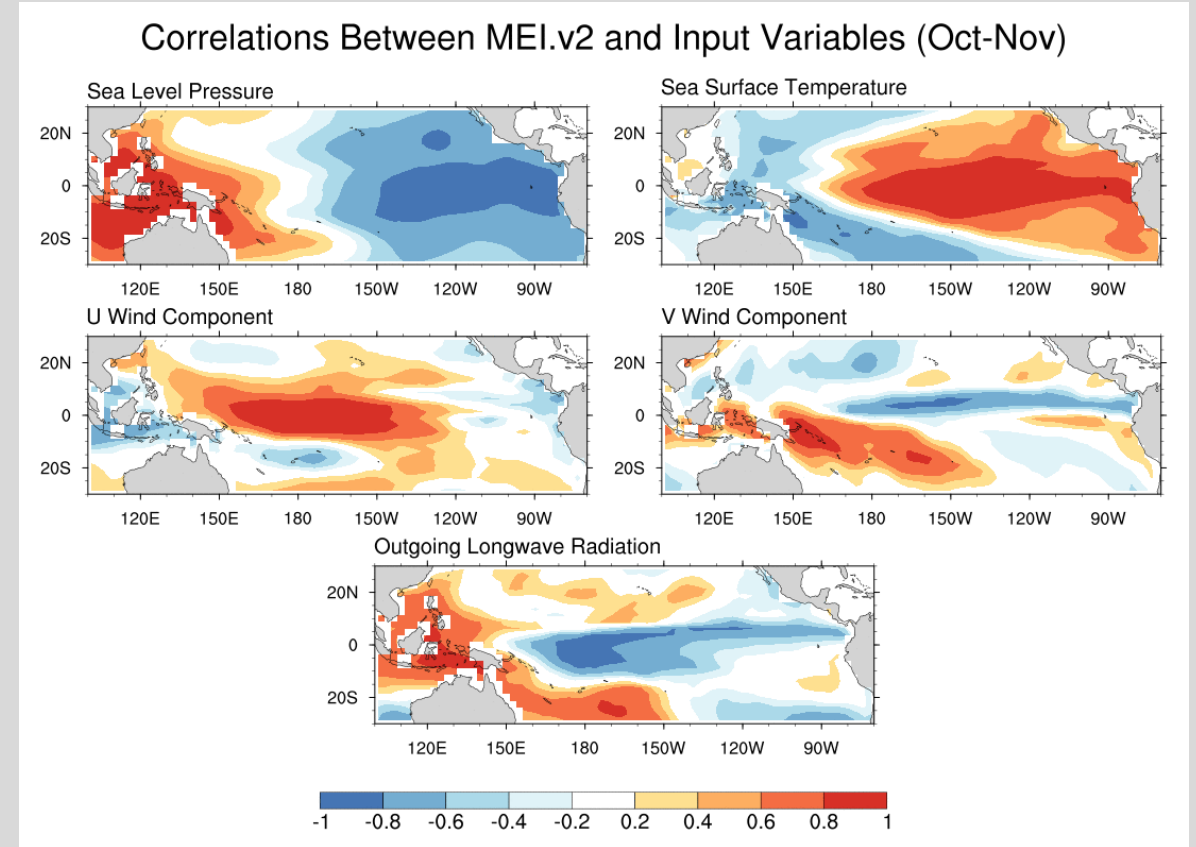 Correlations Between MEI.v2 and Input Variables (Oct-Nov)
Sea Level Pressure
20N
0
20S
120E 150E 180 150W 120W 90W
Sea Surface Temperature
20N
0
20S
120E 150E 180 150W 120W 90W
U Wind Component
20N
0
20S
120E 150E 180 150W 120W 90W
V Wind Component
20N
0
20S
120E 150E 180 150W 120W 90W
Outgoing Longwave Radiation
20N
0
20S
120E 150E 180 150W 120W 90W
-1 -0.8 -0.6 -0.4 -0.2 0.2 0.4 0.6 0.8 1